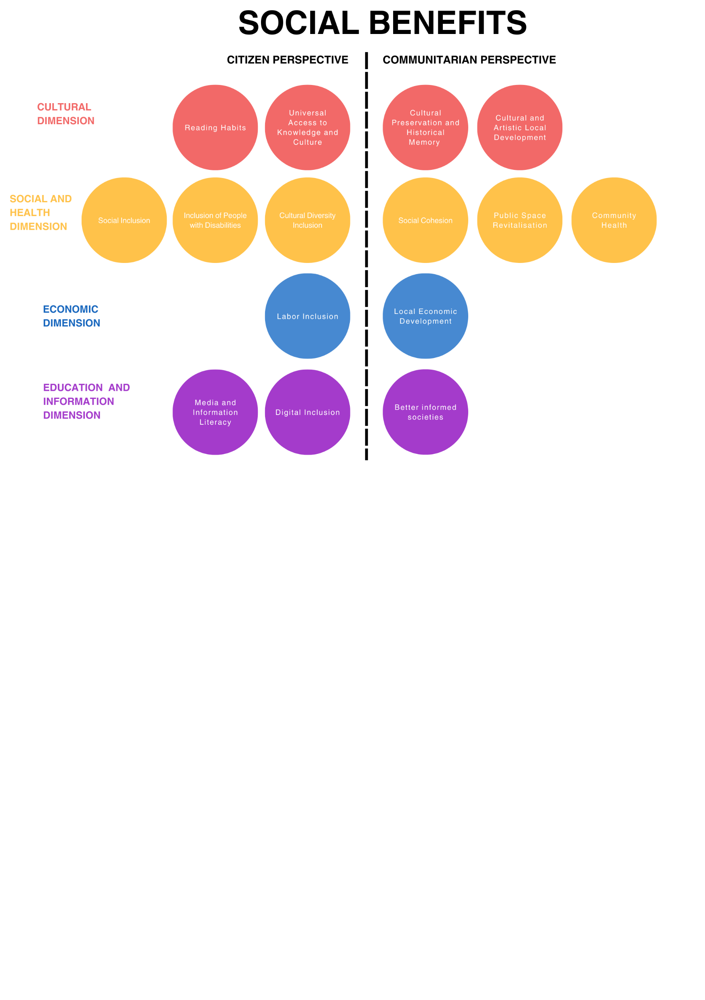 SOCIAL BENEFITS
CITIZEN PERSPECTIVE
COMMUNITARIAN PERSPECTIVE
CULTURAL
DIMENSION
Reading Habits
Universal
Access to
Knowledge and
Culture
Cultural
Preservation and
Historical
Memory
Cultural and
Artistic Local
Development
SOCIAL AND
HEALTH
DIMENSION
Social Inclusion
Inclusion of People
with Disabilities
Cultural Diversity
Inclusion
Social Cohesion
Public Space
Revitalisation
Community
Health
ECONOMIC
DIMENSION
Labor Inclusion
Local Economic
Development
EDUCATION AND
INFORMATION
DIMENSION
Media and
Information
Literacy
Digital Inclusion
Better informed
societies